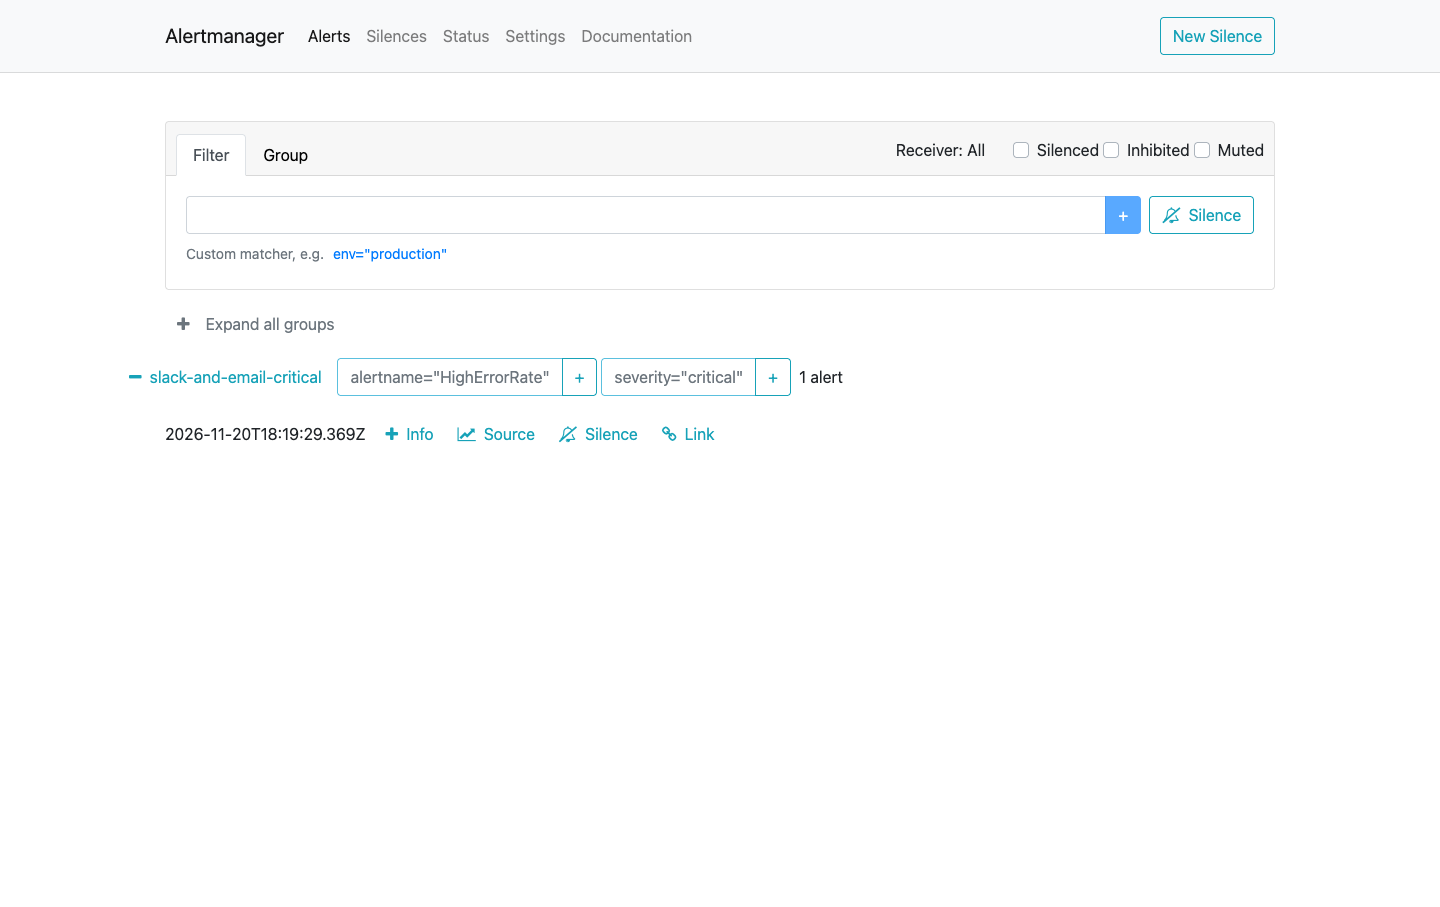 Alertmanager Alerts Silences Status Settings Documentation New Silence
Filter Group Receiver: All Silenced Inhibited Muted
+ Silence
Custom matcher, e.g. env="production"
+ Expand all groups
− slack-and-email-critical alertname="HighErrorRate" + severity="critical" + 1 alert
2026-11-20T18:19:29.369Z + Info Source Silence Link